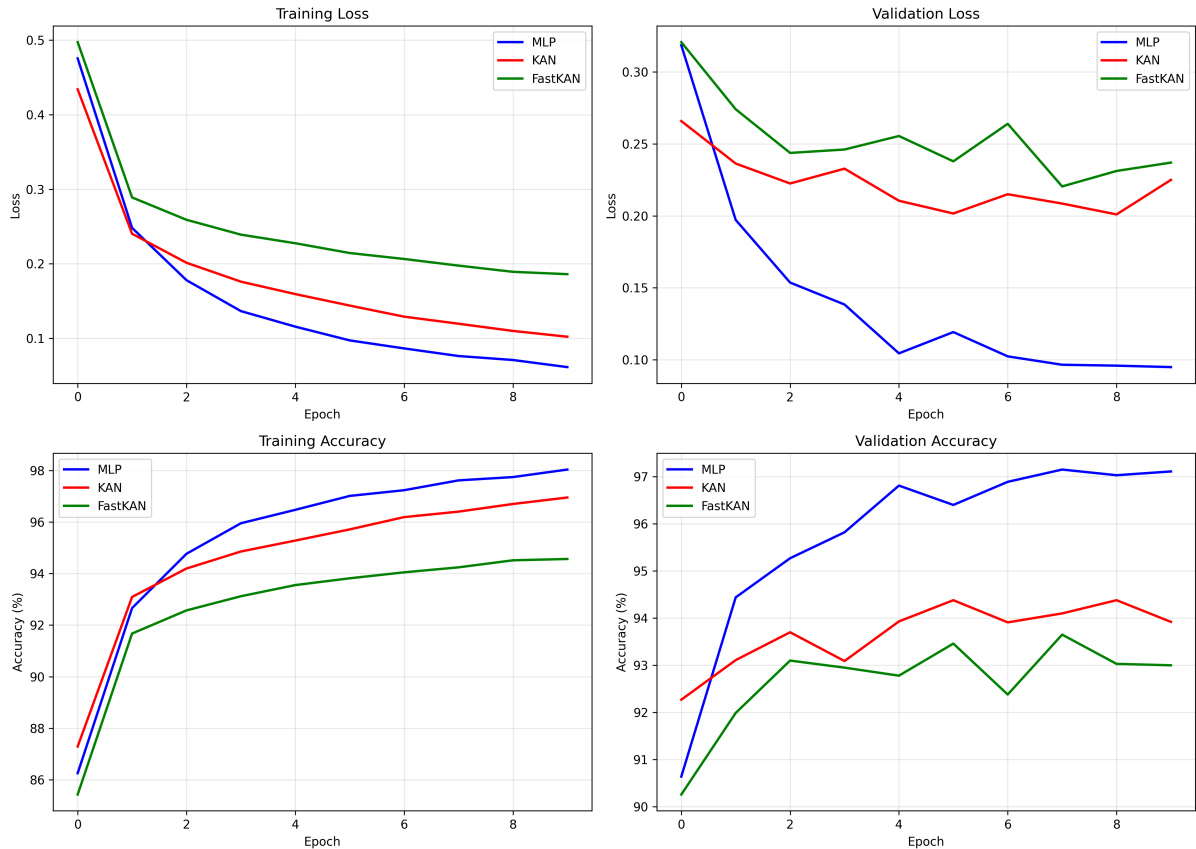 Training Loss
Loss
0.5
0.4
0.3
0.2
0.1
0 2 4 6 8
Epoch
MLP
KAN
FastKAN
Validation Loss
Loss
0.30
0.25
0.20
0.15
0.10
0 2 4 6 8
Epoch
MLP
KAN
FastKAN
Training Accuracy
Accuracy (%)
98
96
94
92
90
88
86
0 2 4 6 8
Epoch
MLP
KAN
FastKAN
Validation Accuracy
Accuracy (%)
97
96
95
94
93
92
91
90
0 2 4 6 8
Epoch
MLP
KAN
FastKAN